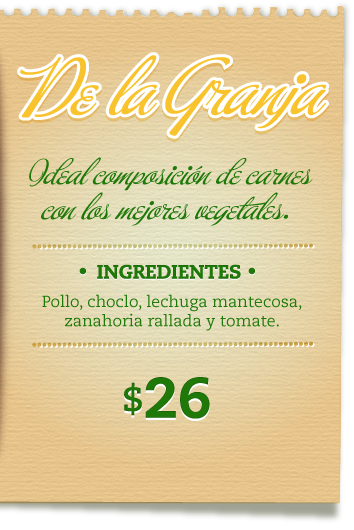 De la Granja
Ideal composición de carnes
con los mejores vegetales.
• INGREDIENTES •
Pollo, choclo, lechuga mantecosa,
zanahoria rallada y tomate.
$26